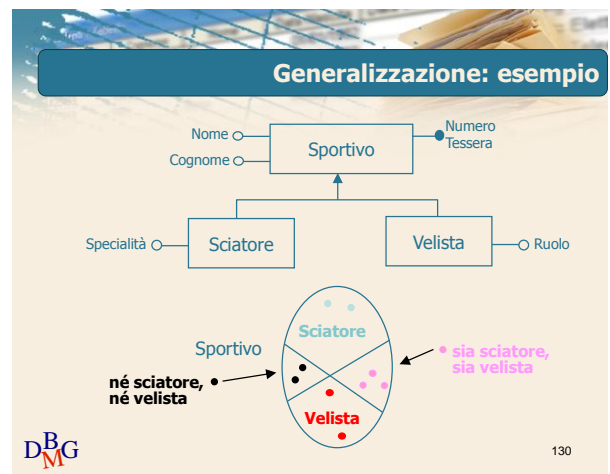 Generalizzazione: esempio
Nome
Cognome
Sportivo
Numero
Tessera
Specialità
Sciatore
Velista
Ruolo
Sciatore
Sportivo
sia sciatore,
sia velista
né sciatore,
né velista
Velista
DBMG
130